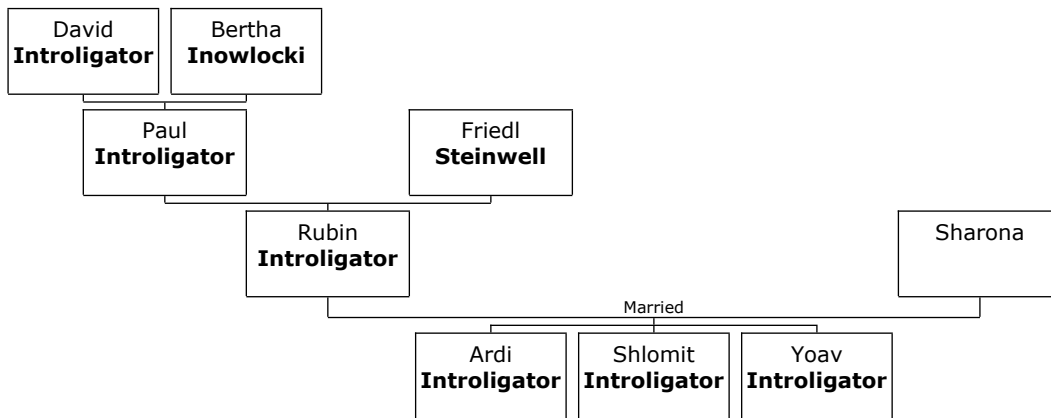 David
Introligator
Bertha
Inowlocki
Paul
Introligator
Friedl
Steinwell
Rubin
Introligator
Sharona
Married
Ardi
Introligator
Shlomit
Introligator
Yoav
Introligator